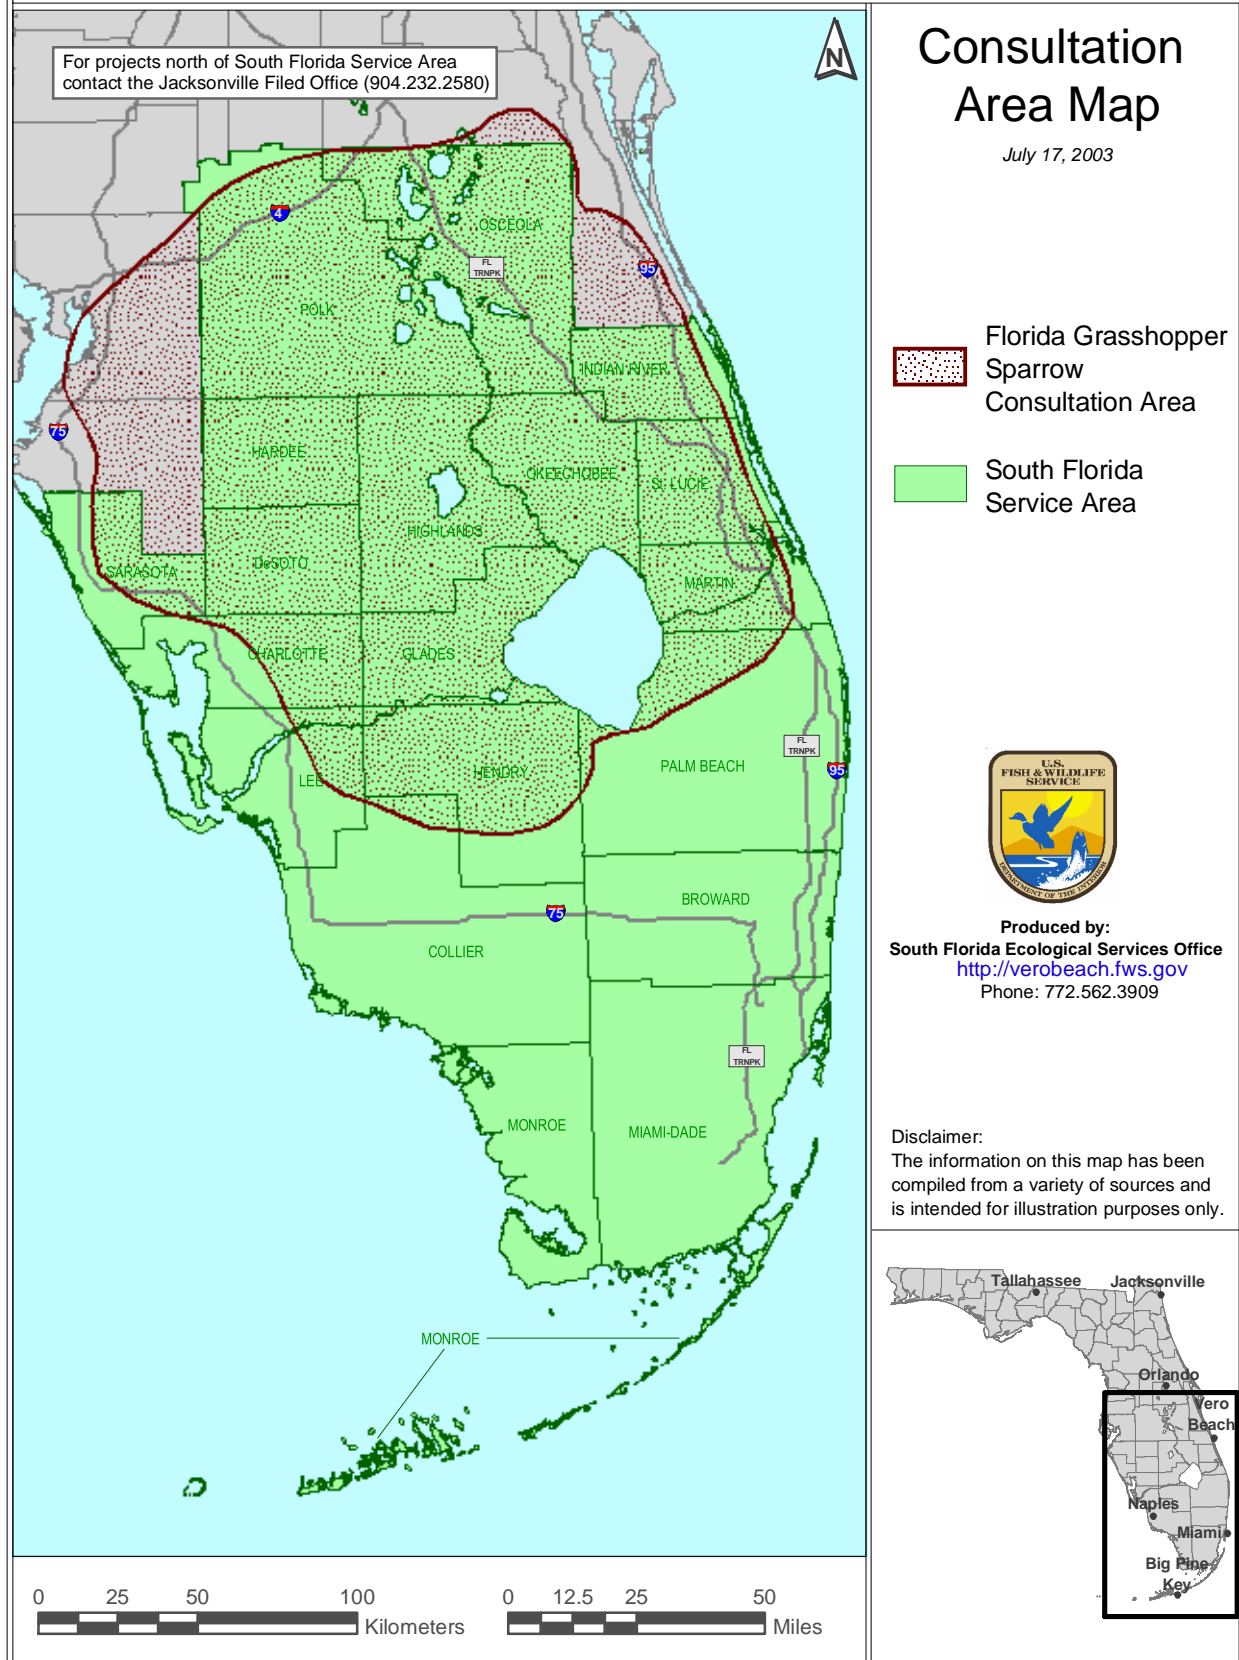 For projects north of South Florida Service Area
contact the Jacksonville Filed Office (904.232.2580)
N
Consultation
Area Map
July 17, 2003
Florida Grasshopper
Sparrow
Consultation Area
South Florida
Service Area
4
OSCEOLA
FL
TRNPK
95
POLK
INDIAN RIVER
75
HARDEE
OKEECHOBEE
St. LUCIE
HIGHLANDS
DeSOTO
SARASOTA
MARTIN
CHARLOTTE
GLADES
FL
TRNPK
95
LEE
HENDRY
PALM BEACH
BROWARD
75
COLLIER
FL
TRNPK
MONROE
MIAMI-DADE
MONROE
U.S.
FISH & WILDLIFE
SERVICE
DEPARTMENT OF THE INTERIOR
Produced by:
South Florida Ecological Services Office
http://verobeach.fws.gov
Phone: 772.562.3909
Disclaimer:
The information on this map has been
compiled from a variety of sources and
is intended for illustration purposes only.
Tallahassee
Jacksonville
Orlando
Vero
Beach
Naples
Miami
Big Pine
Key
0 25 50 100
Kilometers
0 12.5 25 50
Miles